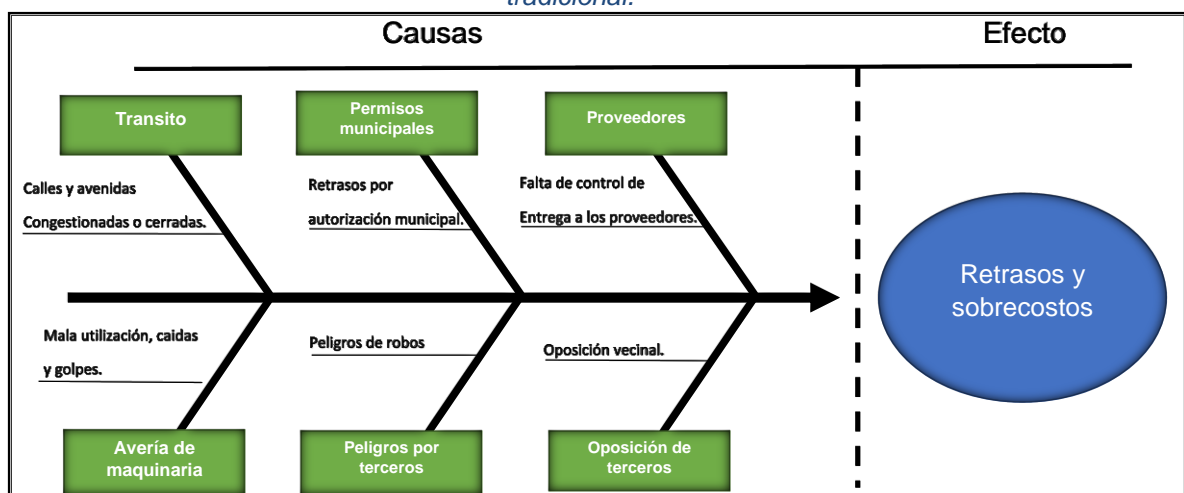 tradicional.
Causas
Efecto
Transito
Permisos
municipales
Proveedores
Calles y avenidas
Congestionadas o cerradas.
Retrasos por
autorización municipal.
Falta de control de
Entrega a los proveedores.
Retrasos y
sobrecostos
Mala utilización, caidas
y golpes.
Peligros de robos
Oposición vecinal.
Avería de
maquinaria
Peligros por
terceros
Oposición de
terceros